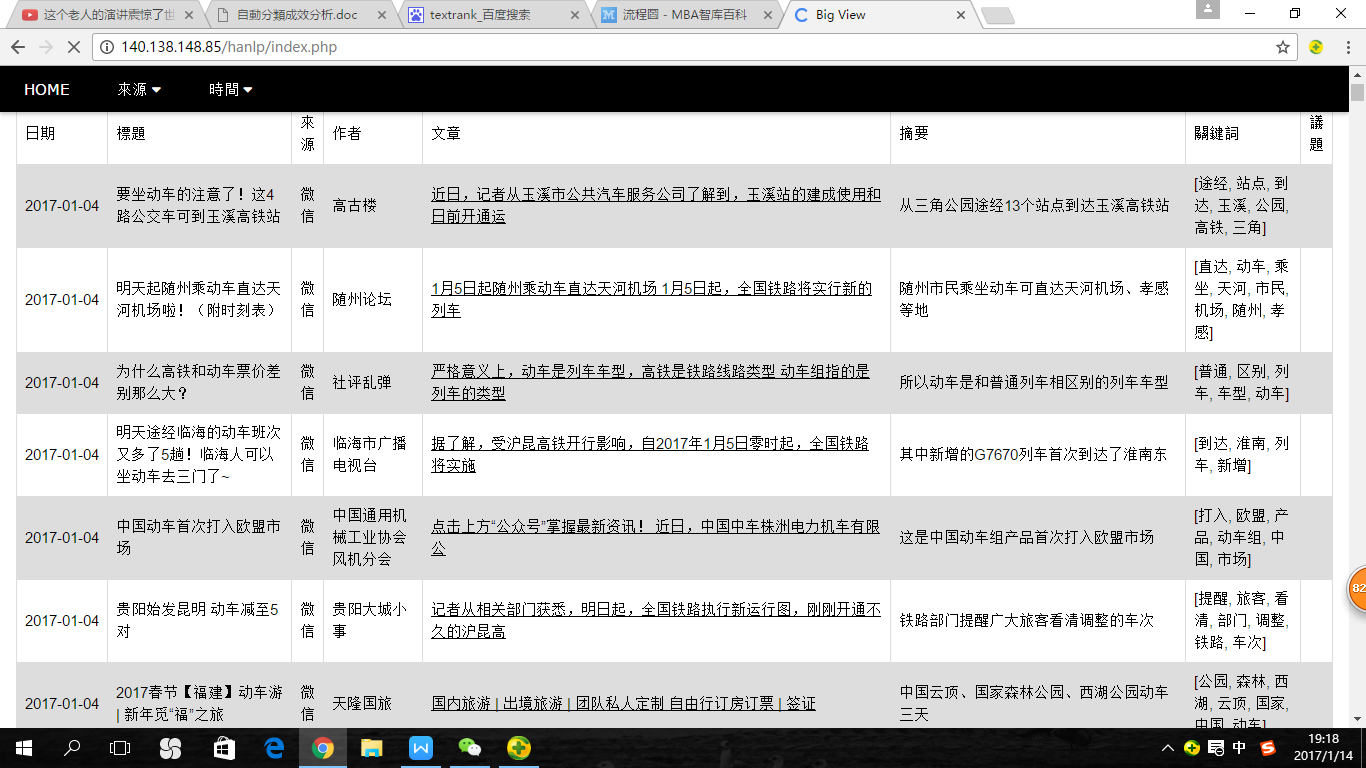 这个老人的演讲震惊了世
自動分類成效分析.doc
textrank_百度搜索
流程图 - MBA智库百科
Big View
140.138.148.85/hanlp/index.php
HOME
來源
時間
日期
標題
來
源
作者
文章
摘要
關鍵詞
議
題
2017-01-04
要坐动车的注意了！这4
路公交车可到玉溪高铁站
微
信
高古楼
近日，记者从玉溪市公共汽车服务公司了解到，玉溪站的建成使用和
日前开通运
从三角公园途经13个站点到达玉溪高铁站
[途经, 站点, 到
达, 玉溪, 公园,
高铁, 三角]
2017-01-04
明天起随州乘动车直达天
河机场啦！（附时刻表）
微
信
随州论坛
1月5日起随州乘动车直达天河机场 1月5日起，全国铁路将实行新的
列车
随州市民乘坐动车可直达天河机场、孝感
等地
[直达, 动车, 乘
坐, 天河, 市民,
机场, 随州, 孝
感]
2017-01-04
为什么高铁和动车票价差
别那么大？
微
信
社评乱弹
严格意义上，动车是列车车型，高铁是铁路线路类型 动车组指的是
列车的类型
所以动车是和普通列车相区别的列车车型
[普通, 区别, 列
车, 车型, 动车]
2017-01-04
明天途经临海的动车班次
又多了5趟！临海人可以
坐动车去三门了~
微
信
临海市广播
电视台
据了解，受沪昆高铁开行影响，自2017年1月5日零时起，全国铁路
将实施
其中新增的G7670列车首次到达了淮南东
[到达, 淮南, 列
车, 新增]
2017-01-04
中国动车首次打入欧盟市
场
微
信
中国通用机
械工业协会
风机分会
点击上方“公众号”掌握最新资讯！ 近日，中国中车株洲电力机车有限
公
这是中国动车组产品首次打入欧盟市场
[打入, 欧盟, 产
品, 动车组, 中
国, 市场]
2017-01-04
贵阳始发昆明 动车减至5
对
微
信
贵阳大城小
事
记者从相关部门获悉，明日起，全国铁路执行新运行图，刚刚开通不
久的沪昆高
铁路部门提醒广大旅客看清调整的车次
[提醒, 旅客, 看
清, 部门, 调整,
铁路, 车次]
2017-01-04
2017春节【福建】动车游
| 新年觅“福”之旅
微
信
天隆国旅
国内旅游 | 出境旅游 | 团队私人定制 自由行订房订票 | 签证
中国云顶、国家森林公园、西湖公园动车
三天
[公园, 森林, 西
湖, 云顶, 国家,
中国, 动车]
82
中
19:18
2017/1/14